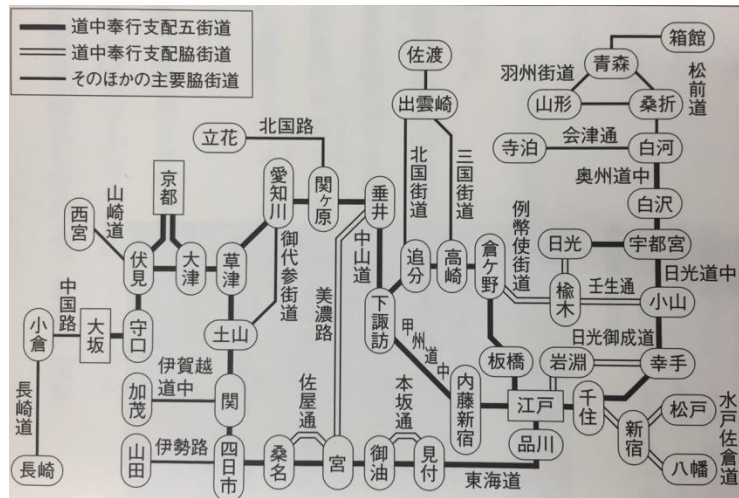 道中奉行支配五街道
道中奉行支配脇街道
そのほかの主要脇街道
箱館
青森
羽州街道
松前道
山形
桑折
寺泊
会津通
白河
奥州道中
白沢
佐渡
出雲崎
北国街道
三国街道
立花
北国路
愛知川
関ヶ原
垂井
中山道
追分
高崎
倉ヶ野
例幣使街道
日光
宇都宮
日光道中
楡木
壬生通
小山
日光御成道
幸手
京都
山崎道
西宮
伏見
大津
草津
御代参街道
美濃路
下諏訪
甲州道中
板橋
岩淵
中国路
小倉
大坂
守口
土山
伊賀越道中
加茂
関
佐屋通
本坂通
内藤新宿
江戸
千住
品川
新宿
松戸
水戸佐倉道
八幡
長崎道
長崎
山田
伊勢路
四日市
桑名
宮
御油
見付
東海道